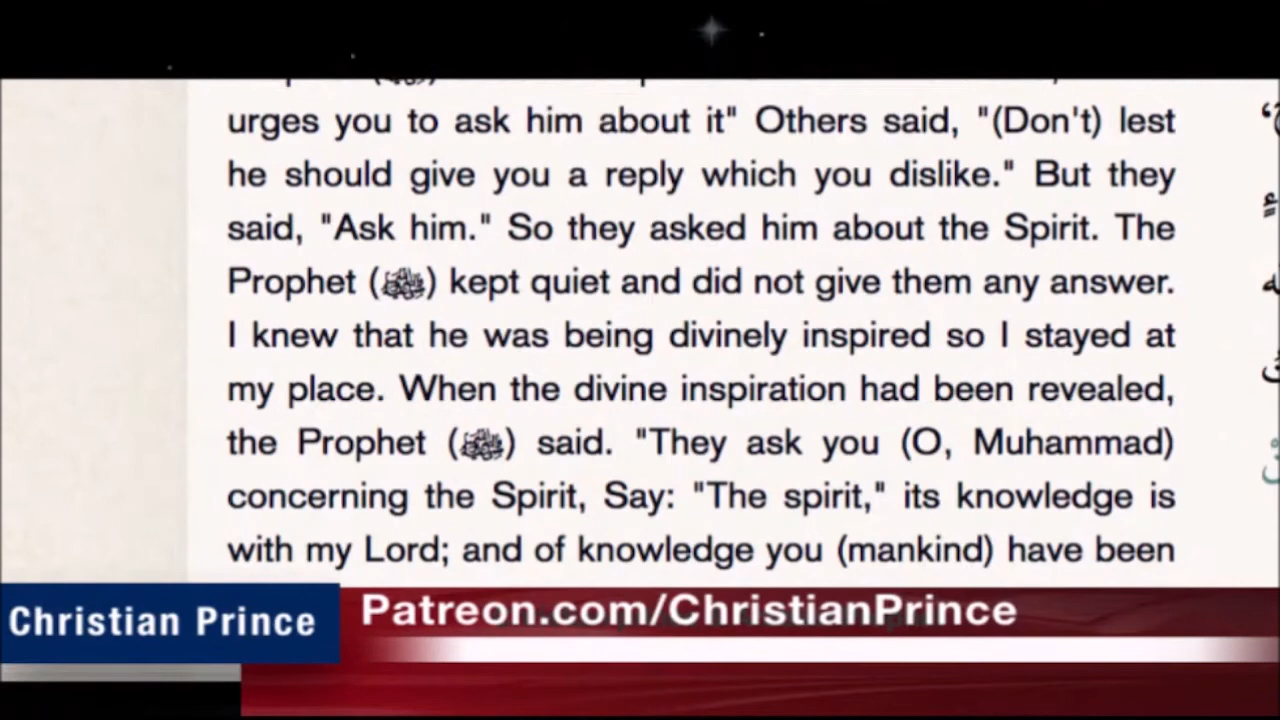 urges you to ask him about it" Others said, "(Don't) lest
he should give you a reply which you dislike." But they
said, "Ask him." So they asked him about the Spirit. The
Prophet (ﷺ) kept quiet and did not give them any answer.
I knew that he was being divinely inspired so I stayed at
my place. When the divine inspiration had been revealed,
the Prophet (ﷺ) said. "They ask you (O, Muhammad)
concerning the Spirit, Say: "The spirit," its knowledge is
with my Lord; and of knowledge you (mankind) have been
Christian Prince
Patreon.com/ChristianPrince